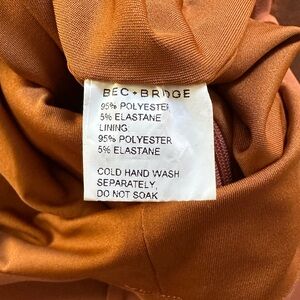 BEC + BRIDGE
95% POLYESTER
5% ELASTANE
LINING:
95% POLYESTER
5% ELASTANE
COLD HAND WASH
SEPARATELY,
DO NOT SOAK